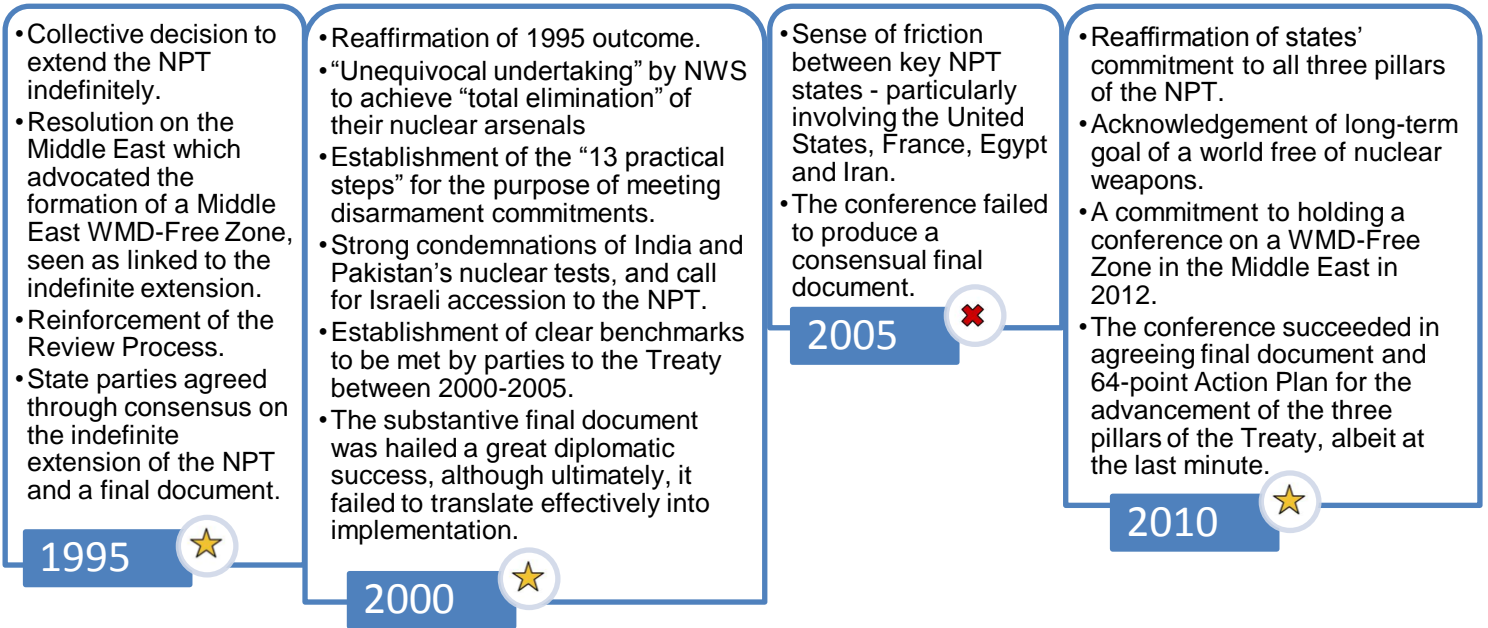 •Collective decision to
extend the NPT
indefinitely.
•Resolution on the
Middle East which
advocated the
formation of a Middle
East WMD-Free Zone,
seen as linked to the
indefinite extension.
•Reinforcement of the
Review Process.
•State parties agreed
through consensus on
the indefinite
extension of the NPT
and a final document.
1995
•Reaffirmation of 1995 outcome.
•“Unequivocal undertaking” by NWS
to achieve “total elimination” of
their nuclear arsenals
•Establishment of the “13 practical
steps” for the purpose of meeting
disarmament commitments.
•Strong condemnations of India and
Pakistan’s nuclear tests, and call
for Israeli accession to the NPT.
•Establishment of clear benchmarks
to be met by parties to the Treaty
between 2000-2005.
•The substantive final document
was hailed a great diplomatic
success, although ultimately, it
failed to translate effectively into
implementation.
2000
•Sense of friction
between key NPT
states - particularly
involving the United
States, France, Egypt
and Iran.
•The conference failed
to produce a
consensual final
document.
2005
•Reaffirmation of states’
commitment to all three pillars
of the NPT.
•Acknowledgement of long-term
goal of a world free of nuclear
weapons.
•A commitment to holding a
conference on a WMD-Free
Zone in the Middle East in
2012.
•The conference succeeded in
agreeing final document and
64-point Action Plan for the
advancement of the three
pillars of the Treaty, albeit at
the last minute.
2010